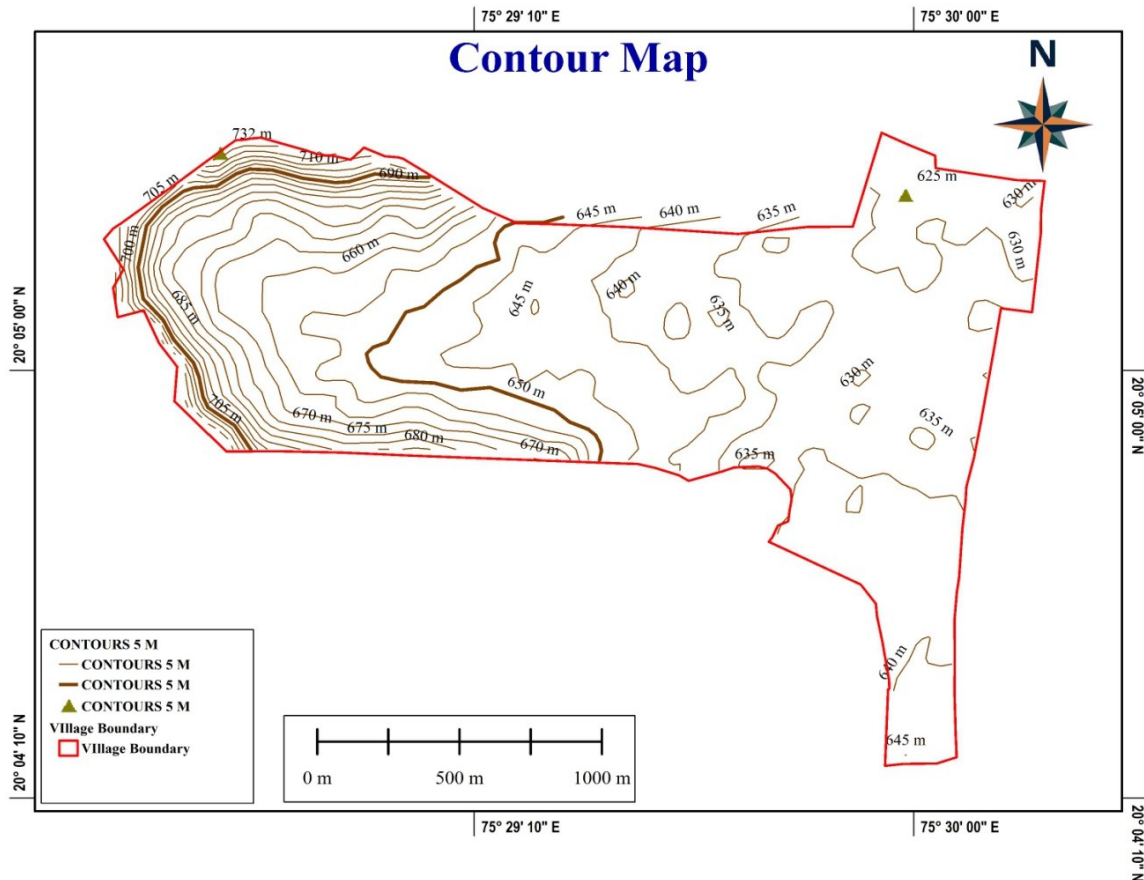 75° 29' 10" E
75° 30' 00" E
Contour Map
N
732 m
710 m
690 m
705 m
700 m
685 m
660 m
645 m
640 m
635 m
625 m
630 m
630 m
645 m
640 m
635 m
650 m
630 m
635 m
705 m
670 m
675 m
680 m
670 m
635 m
640 m
645 m
20° 05' 00" N
20° 05' 00" N
20° 04' 10" N
20° 04' 10" N
CONTOURS 5 M
CONTOURS 5 M
CONTOURS 5 M
CONTOURS 5 M
VIllage Boundary
VIllage Boundary
0 m
500 m
1000 m
75° 29' 10" E
75° 30' 00" E